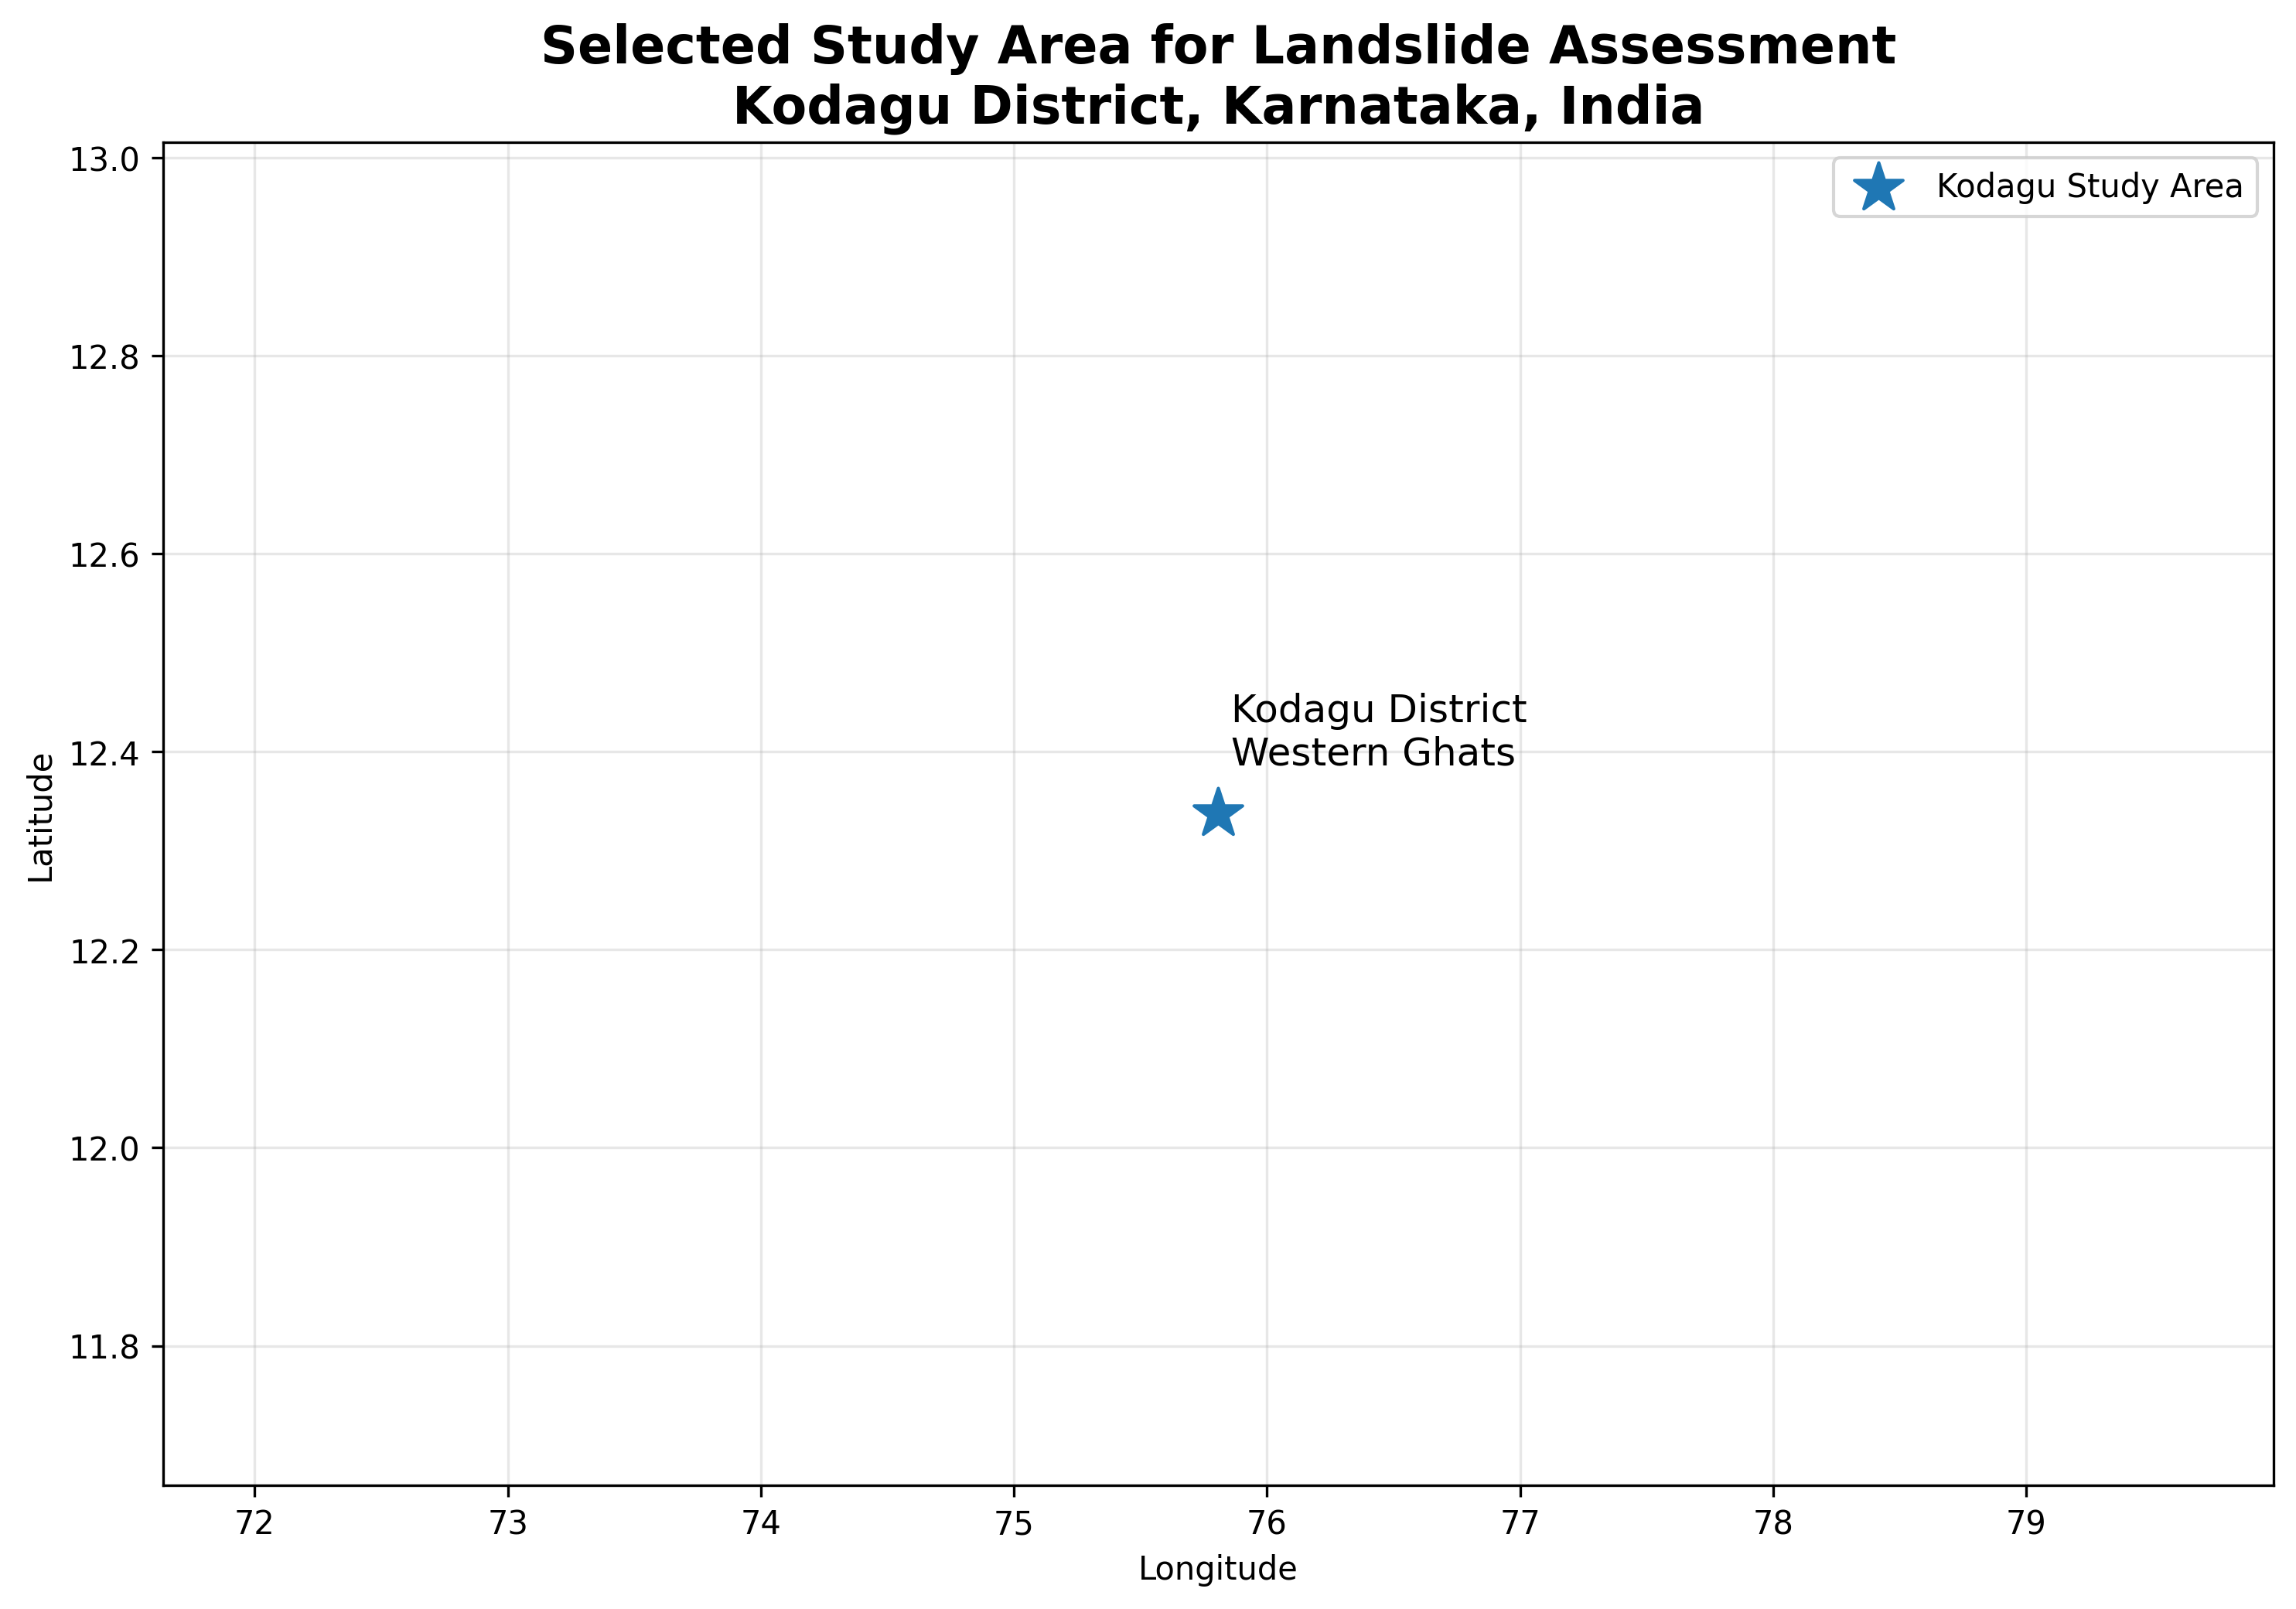 Selected Study Area for Landslide Assessment
Kodagu District, Karnataka, India
Kodagu Study Area
13.0
12.8
12.6
12.4
12.2
12.0
11.8
Latitude
Kodagu District
Western Ghats
72 73 74 75 76 77 78 79
Longitude